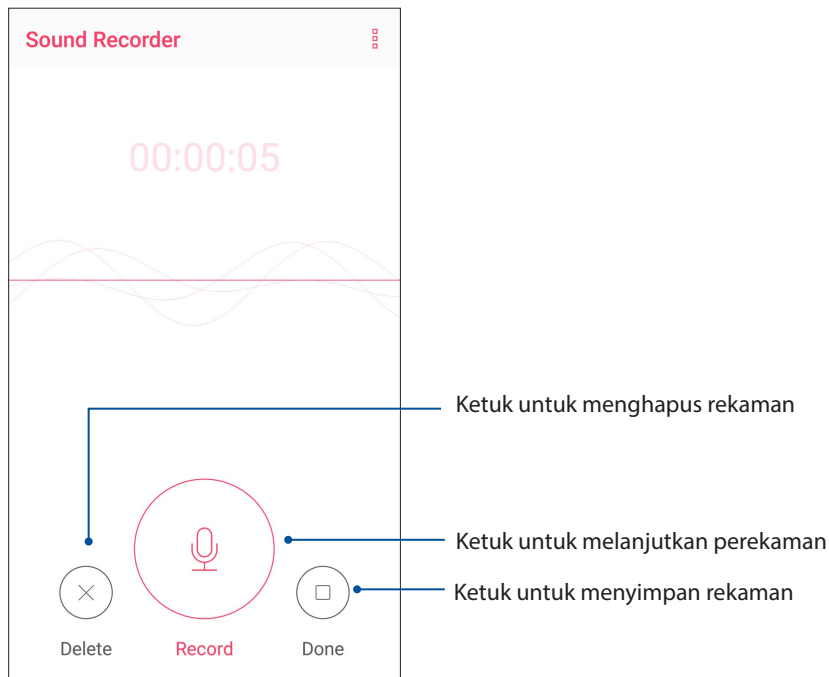 Sound Recorder
00:00:05
Ketuk untuk menghapus rekaman
Ketuk untuk melanjutkan perekaman
Ketuk untuk menyimpan rekaman
Delete Record Done